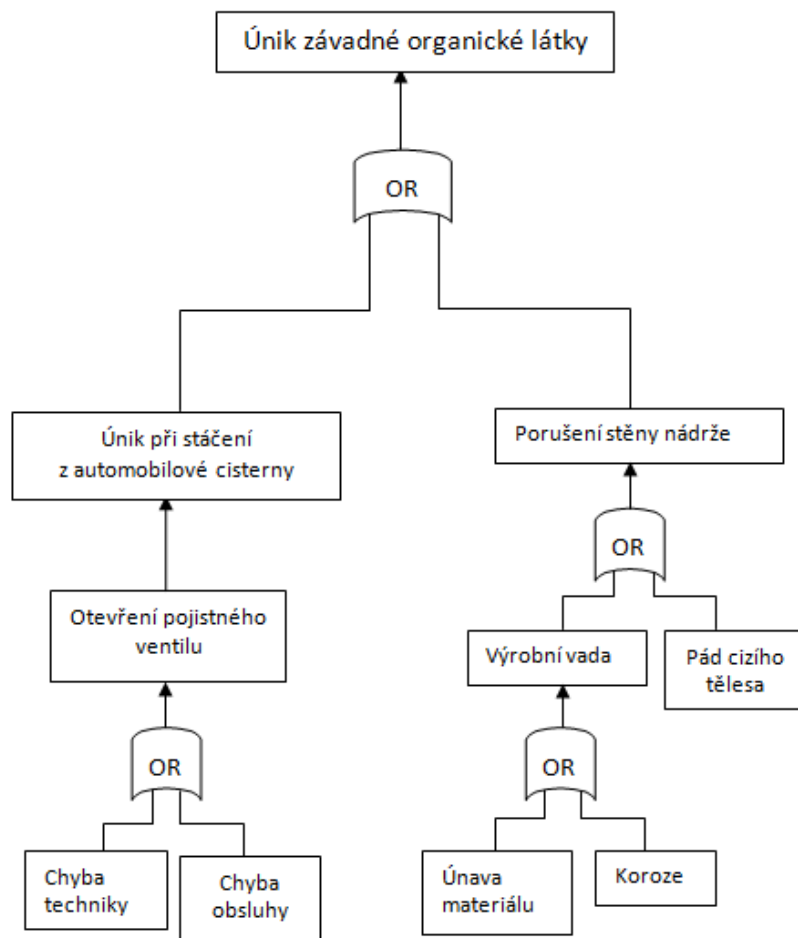 Únik závadné organické látky
OR
Únik při stáčení
z automobilové cisterny
Porušení stěny nádrže
OR
Otevření pojistného
ventilu
Výrobní vada
Pád cizího
tělesa
OR
OR
Chyba
techniky
Chyba
obsluhy
Únava
materiálu
Koroze